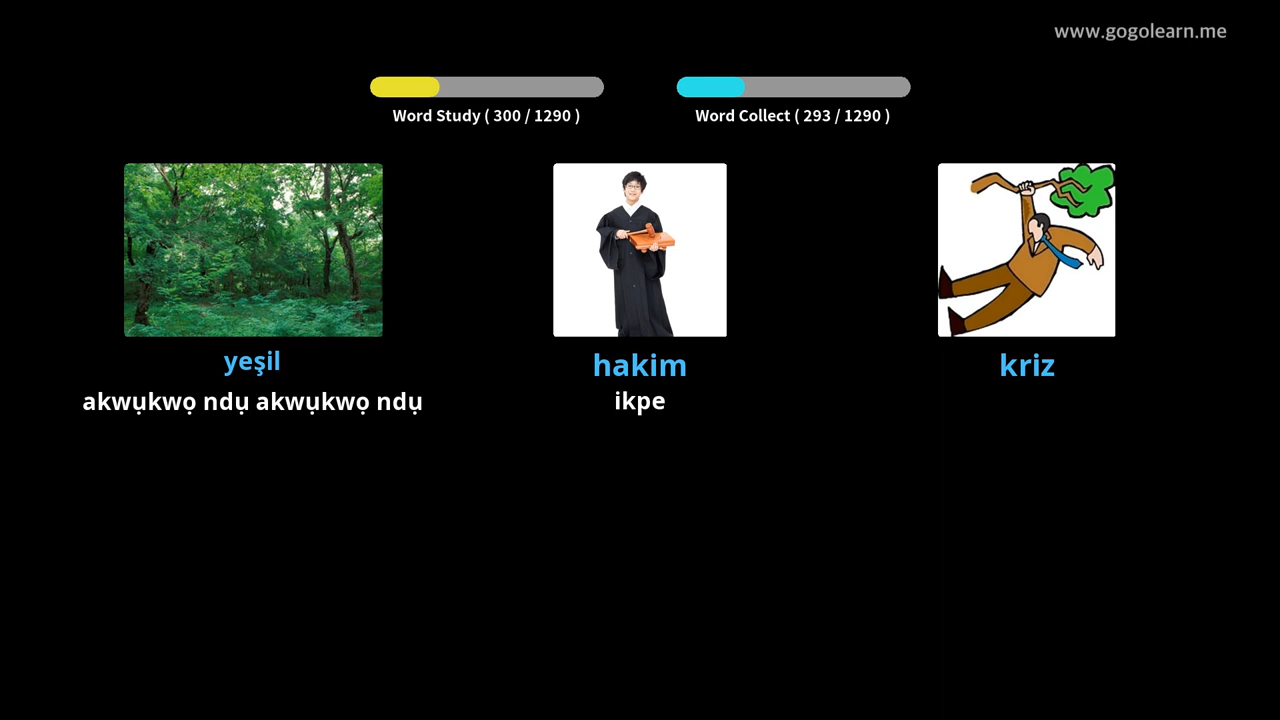 www.gogolearn.me
Word Study ( 300 / 1290 )
Word Collect ( 293 / 1290 )
yeşil
akwụkwọ ndụ akwụkwọ ndụ
hakim
ikpe
kriz